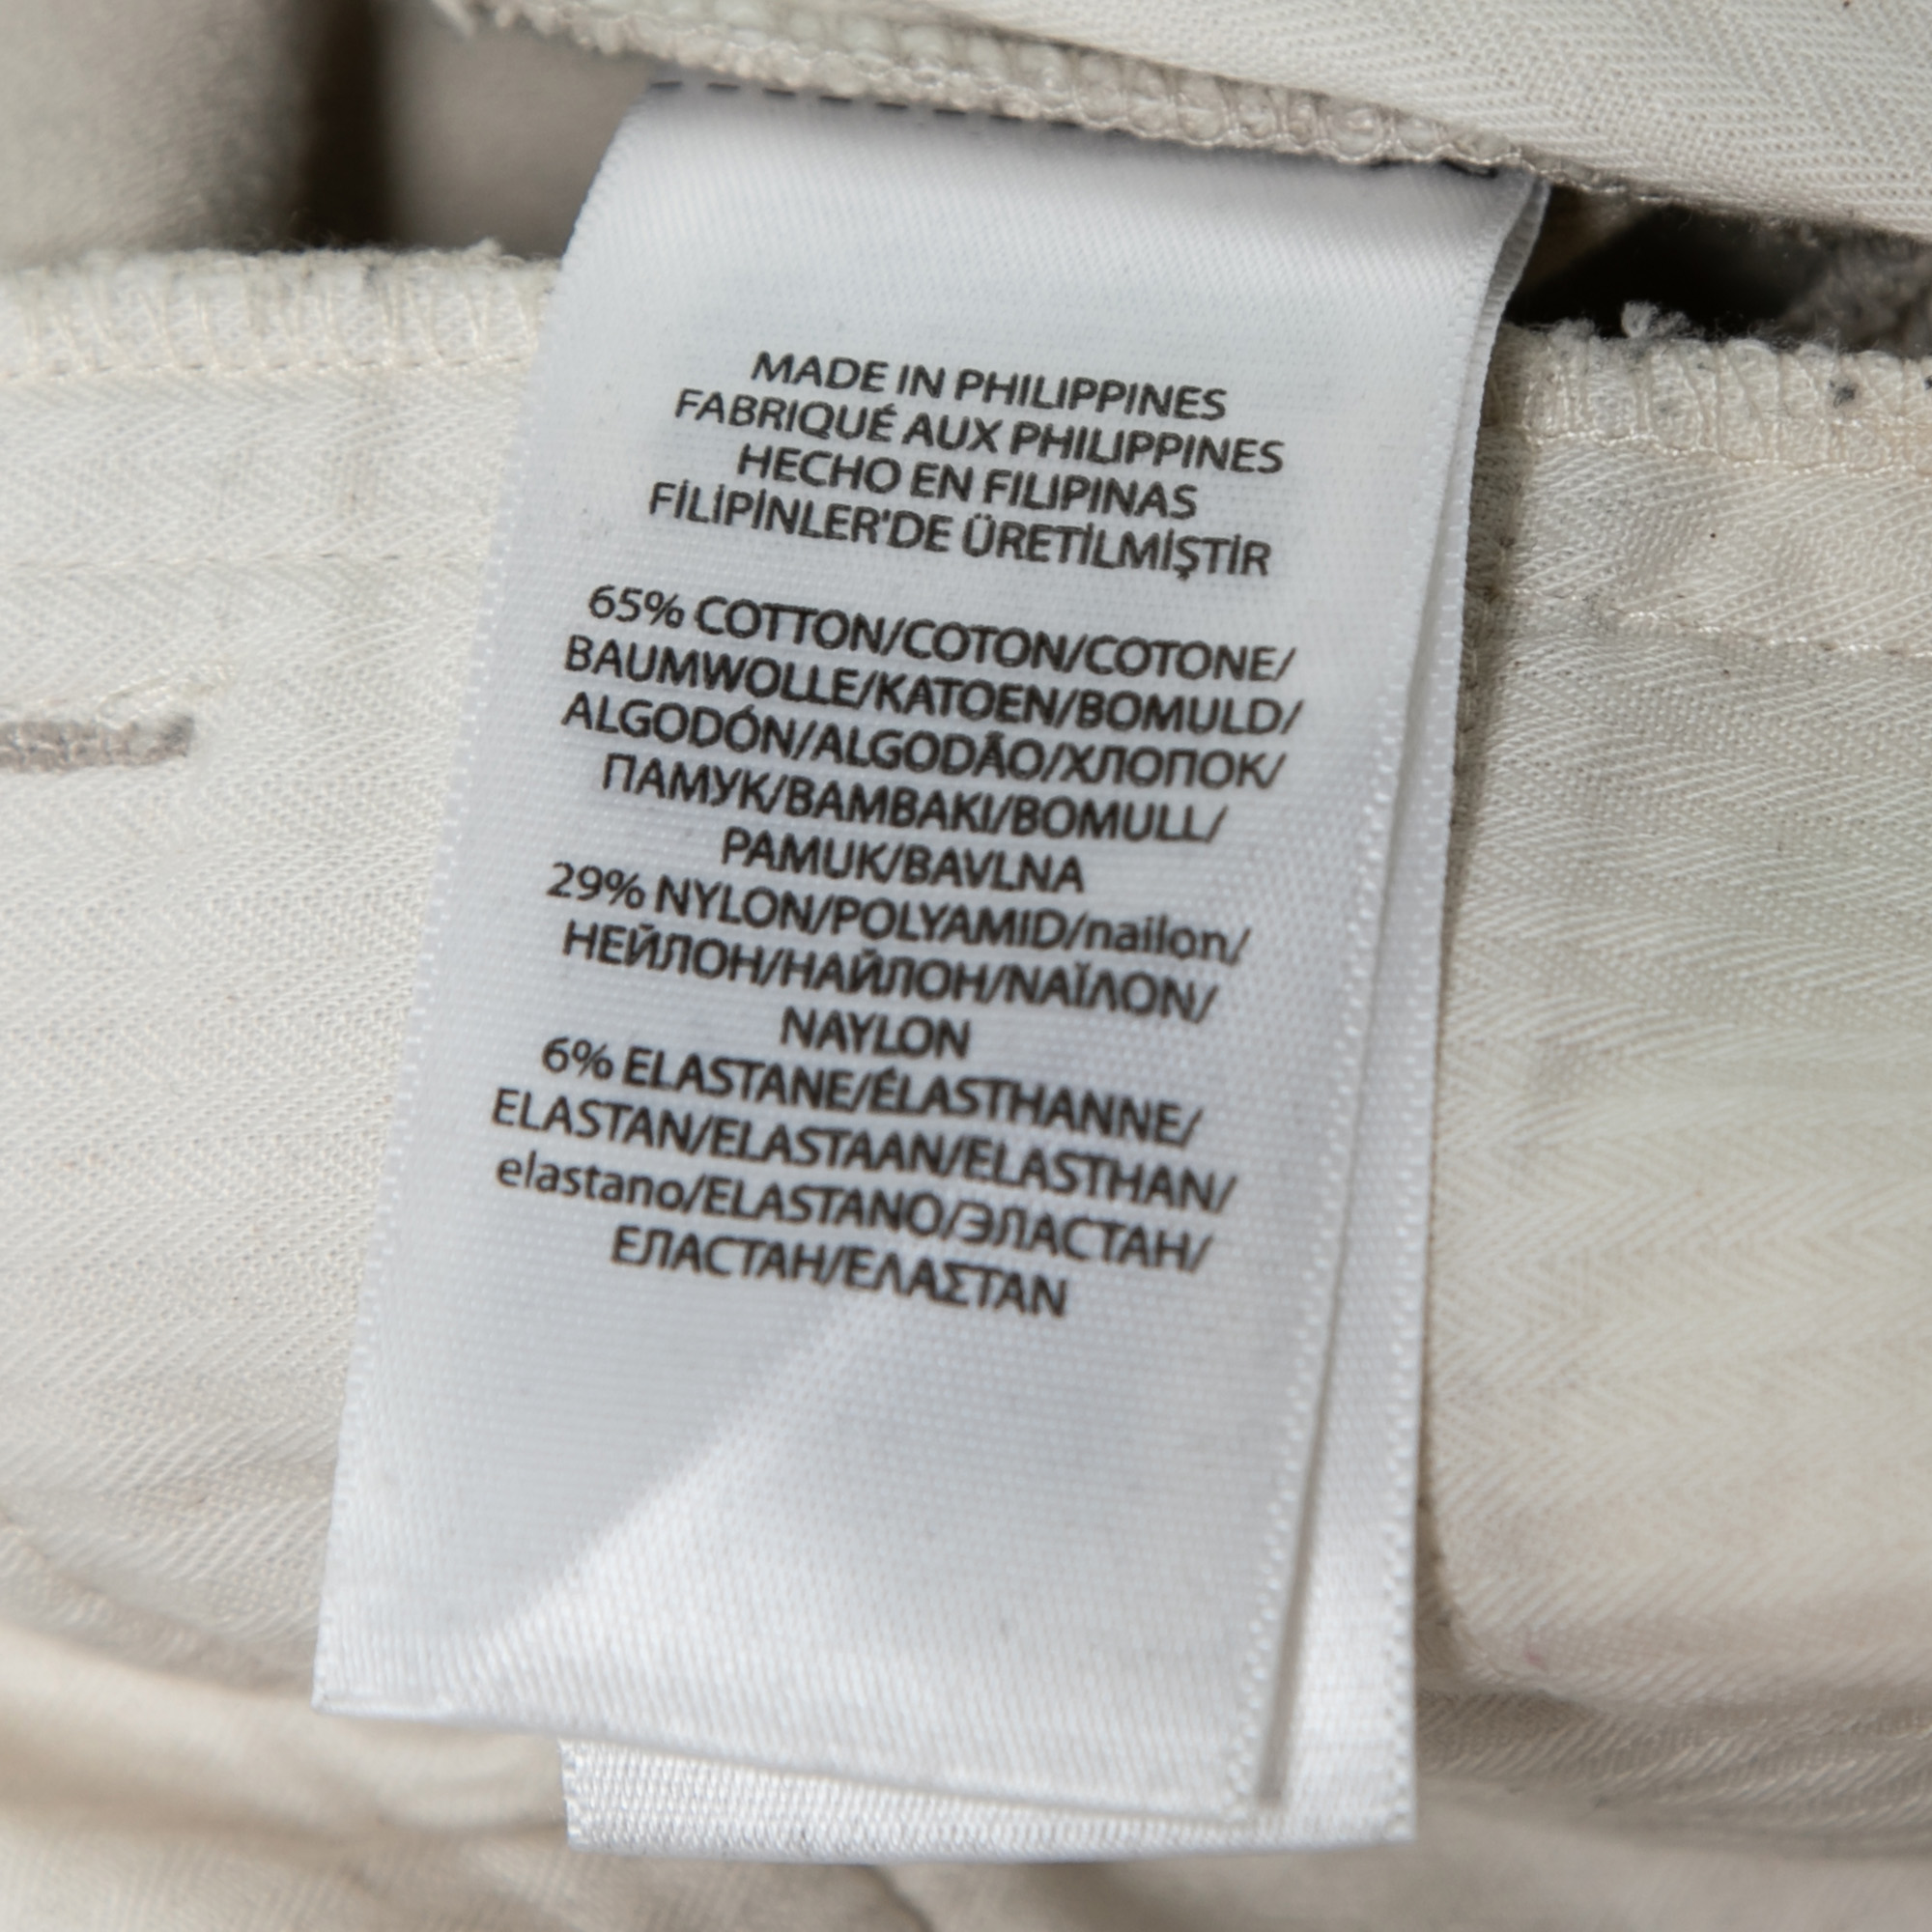 MADE IN PHILIPPINES
FABRIQUÉ AUX PHILIPPINES
HECHO EN FILIPINAS
FİLİPİNLER'DE ÜRETİLMİŞTİR
65% COTTON/COTON/COTONE/
BAUMWOLLE/KATOEN/BOMULD/
ALGODÓN/ALGODÃO/ХЛОПОК/
ПАМУК/ΒΑΜΒΑΚΙ/BOMULL/
PAMUK/BAVLNA
29% NYLON/POLYAMID/nailon/
НЕЙЛОН/НАЙЛОН/ΝΑΪΛΟΝ/
NAYLON
6% ELASTANE/ÉLASTHANNE/
ELASTAN/ELASTAAN/ELASTHAN/
elastano/ELASTANO/ЭЛАСТАН/
ЕЛАСТАН/ΕΛΑΣΤΑΝ